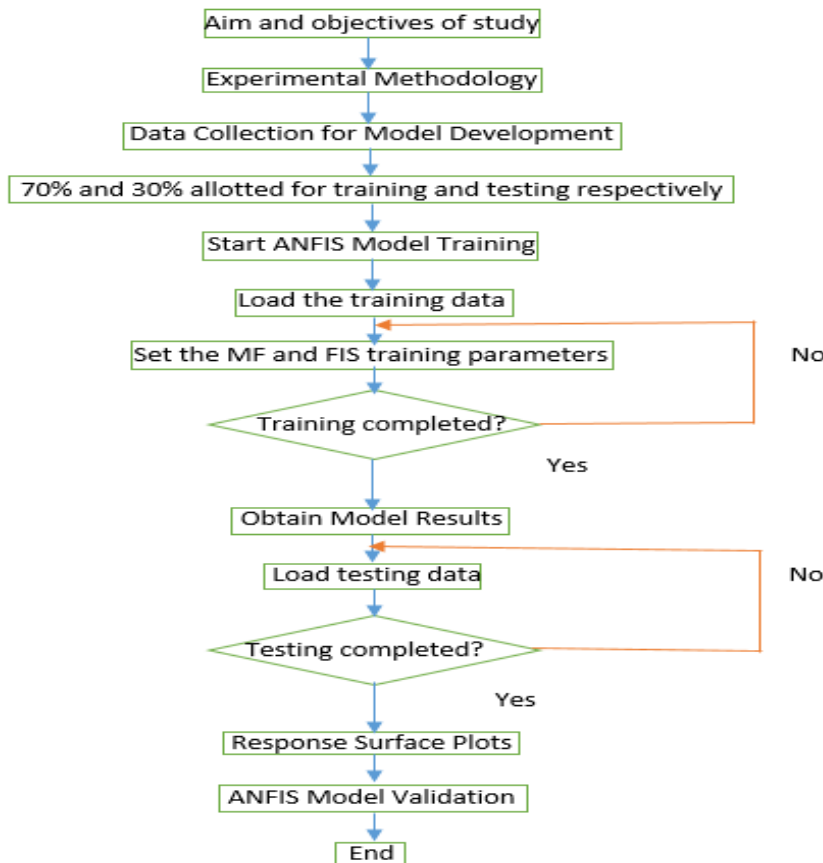 Aim and objectives of study
Experimental Methodology
Data Collection for Model Development
70% and 30% allotted for training and testing respectively
Start ANFIS Model Training
Load the training data
Set the MF and FIS training parameters
No
Training completed?
Yes
Obtain Model Results
Load testing data
No
Testing completed?
Yes
Response Surface Plots
ANFIS Model Validation
End